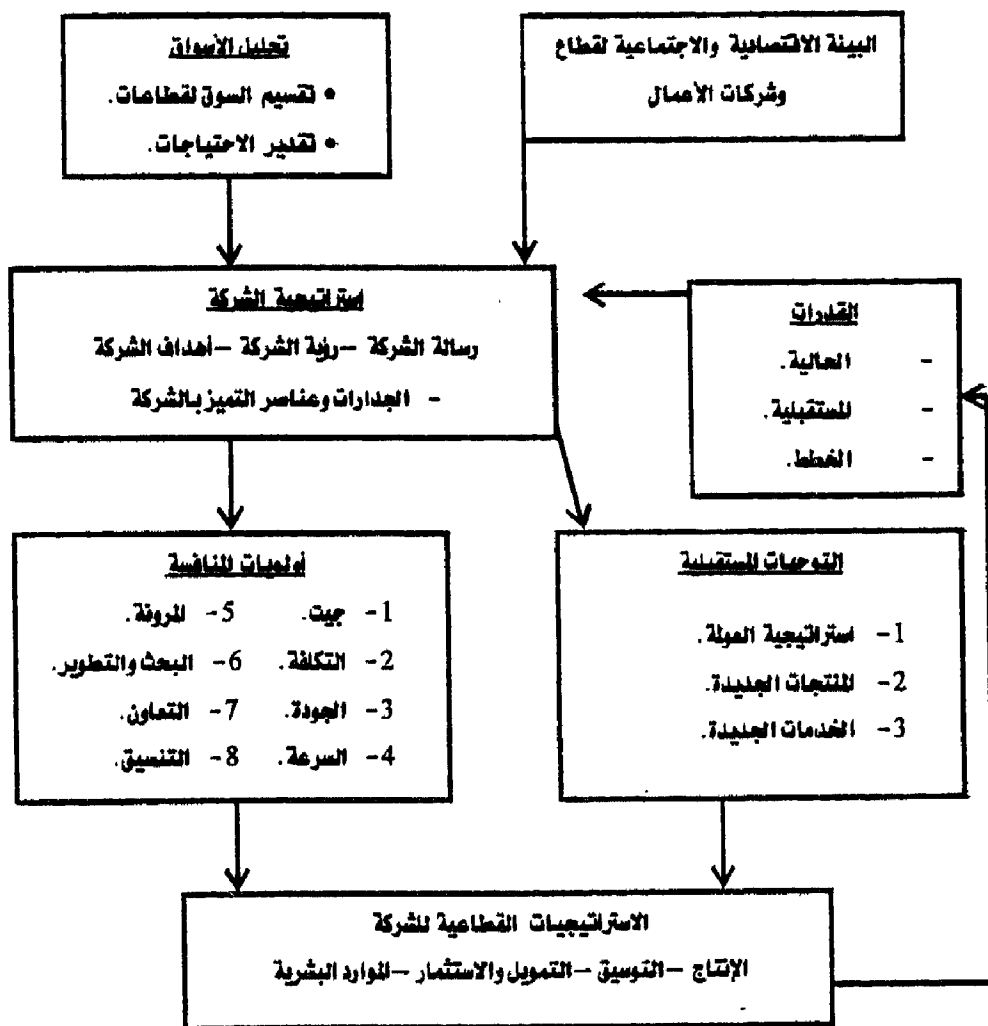 البيئة الاقتصادية والاجتماعية لقطاع
وشركات الأعمال
تحليل الأسواق
• تقسيم السوق لقطاعات.
• تقدير الاحتياجات.
استراتيجية الشركة
رسالة الشركة – رؤية الشركة – أهداف الشركة
- الجدارات وعناصر التميز بالشركة
القدرات
- الحالية.
- المستقبلية.
- الخطط.
التوجهات المستقبلية
1- استراتيجية العولة.
2- المنتجات الجديدة.
3- الخدمات الجديدة.
أولويات المنافسة
1- جيت. 5- المرونة.
2- التكلفة. 6- البحث والتطوير.
3- الجودة. 7- التعاون.
4- السرعة. 8- التنسيق.
الاستراتيجيات القطاعية للشركة
الإنتاج – التوسيق – التمويل والاستثمار – الموارد البشرية